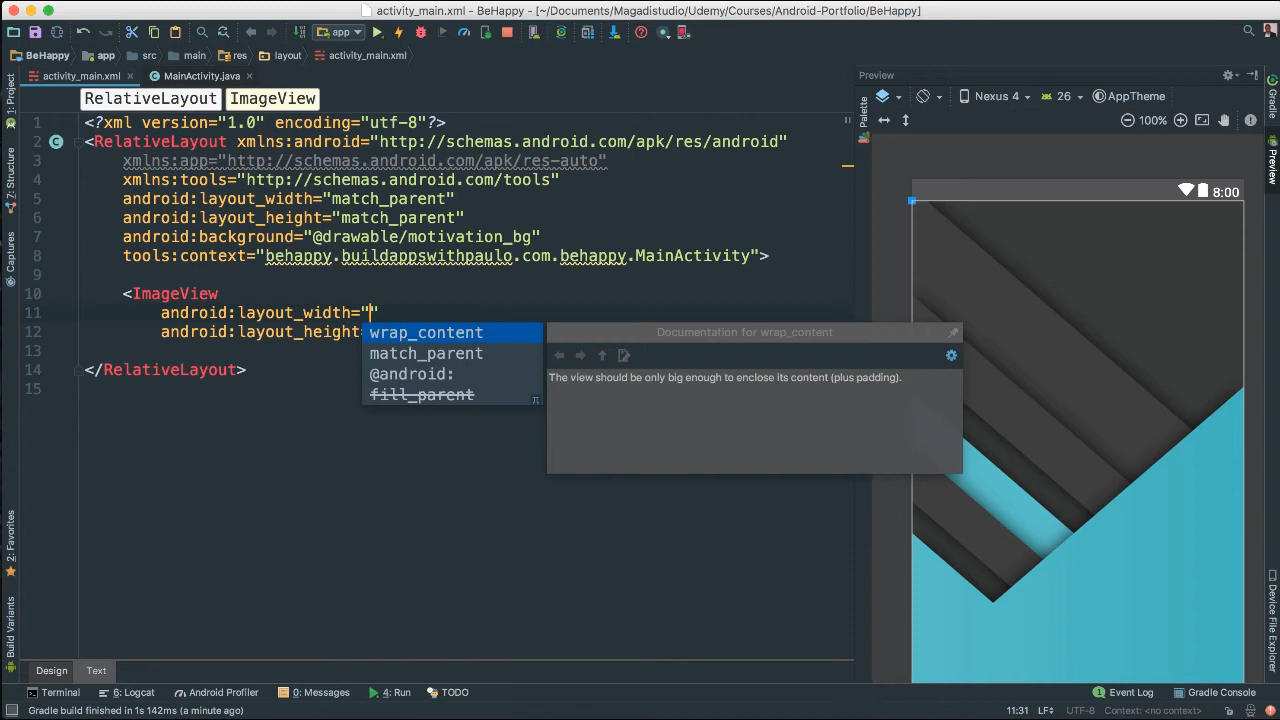 activity_main.xml - BeHappy - [~/Documents/Magadistudio/Udemy/Courses/Android-Portfolio/BeHappy]
app
BeHappy app src main res layout activity_main.xml
activity_main.xml MainActivity.java
Preview
RelativeLayout ImageView
Nexus 4 26 AppTheme
100%
1 <?xml version="1.0" encoding="utf-8"?>
2 <RelativeLayout xmlns:android="http://schemas.android.com/apk/res/android"
3 xmlns:app="http://schemas.android.com/apk/res-auto"
4 xmlns:tools="http://schemas.android.com/tools"
5 android:layout_width="match_parent"
6 android:layout_height="match_parent"
7 android:background="@drawable/motivation_bg"
8 tools:context="behappy.buildappswithpaulo.com.behappy.MainActivity">
9
10 <ImageView
11 android:layout_width=""
12 android:layout_height=
13
14 </RelativeLayout>
15
wrap_content
match_parent
@android:
fill_parent
π
Documentation for wrap_content
The view should be only big enough to enclose its content (plus padding).
8:00
1: Project
Z: Structure
Captures
2: Favorites
Build Variants
Palette
Gradle
Preview
Device File Explorer
Design Text
Terminal 6: Logcat Android Profiler 0: Messages 4: Run TODO Event Log Gradle Console
Gradle build finished in 1s 142ms (a minute ago) 11:31 LF UTF-8 Context: <no context>